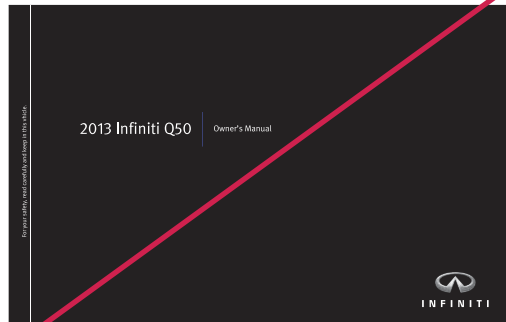 2013 Infiniti Q50
Owner's Manual
For your safety, read carefully and keep in this vehicle.
INFINITI